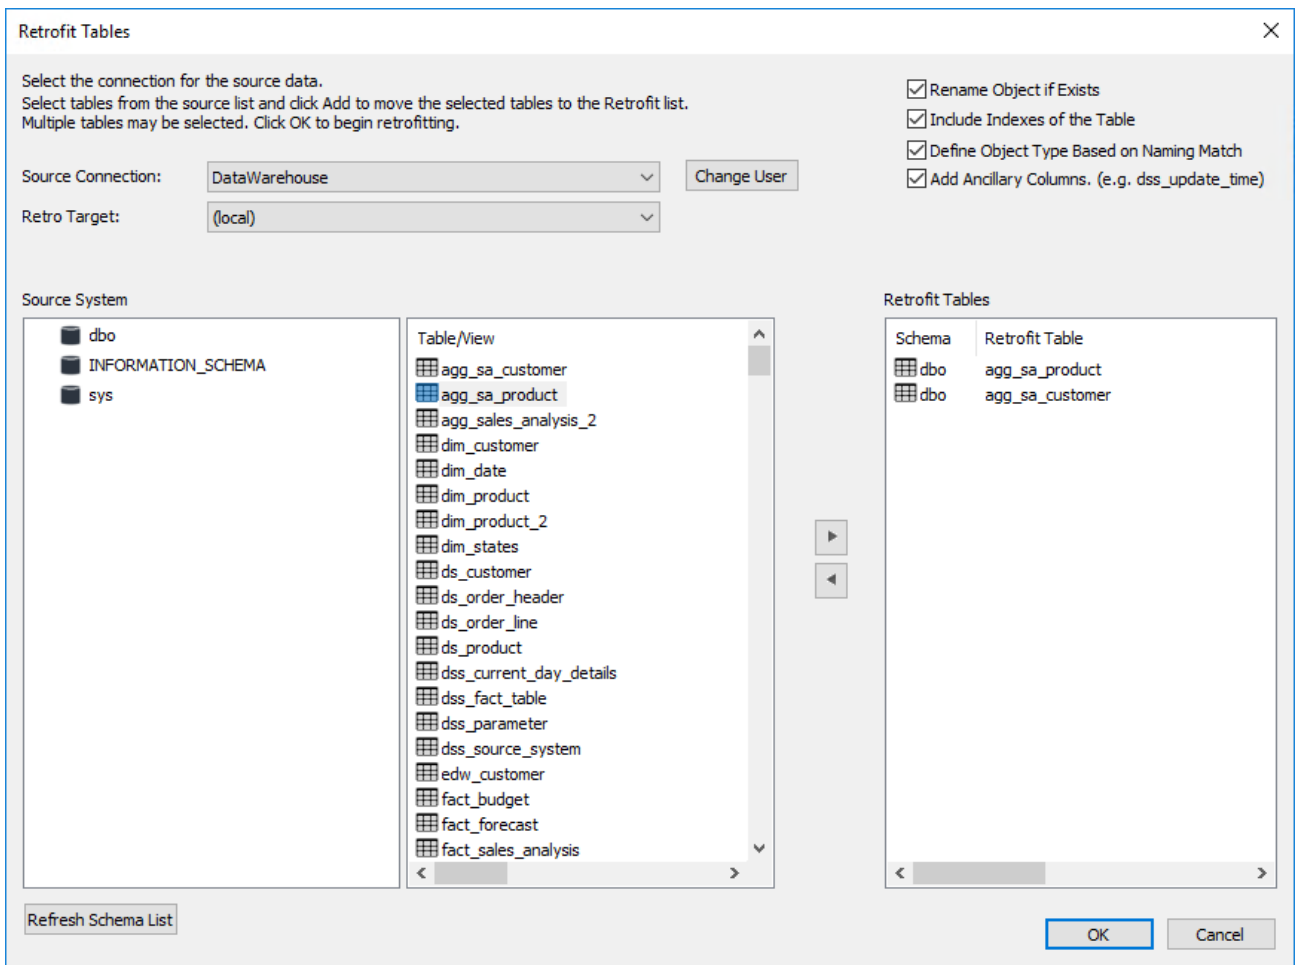 Retrofit Tables
Select the connection for the source data.
Select tables from the source list and click Add to move the selected tables to the Retrofit list.
Multiple tables may be selected. Click OK to begin retrofitting.
Rename Object if Exists
Include Indexes of the Table
Define Object Type Based on Naming Match
Add Ancillary Columns. (e.g. dss_update_time)
Source Connection:
DataWarehouse
Change User
Retro Target:
(local)
Source System
dbo
INFORMATION_SCHEMA
sys
Table/View
agg_sa_customer
agg_sa_product
agg_sales_analysis_2
dim_customer
dim_date
dim_product
dim_product_2
dim_states
ds_customer
ds_order_header
ds_order_line
ds_product
dss_current_day_details
dss_fact_table
dss_parameter
dss_source_system
edw_customer
fact_budget
fact_forecast
fact_sales_analysis
Retrofit Tables
Schema Retrofit Table
dbo agg_sa_product
dbo agg_sa_customer
Refresh Schema List
OK
Cancel